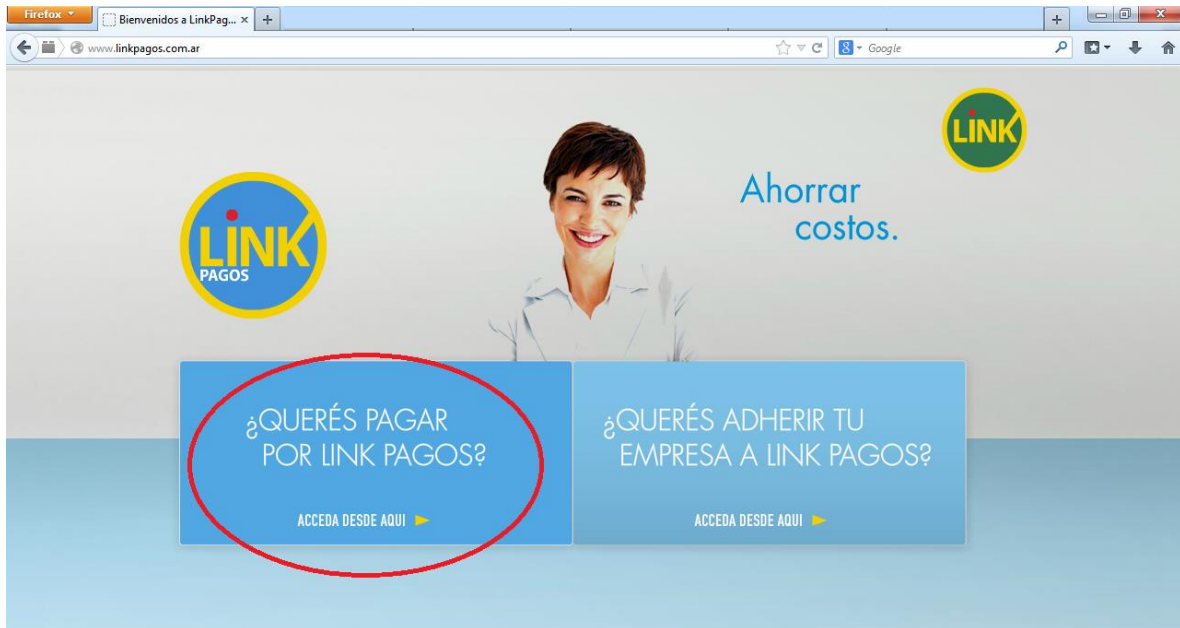 Firefox
Bienvenidos a LinkPag...
www.linkpagos.com.ar
Google
LINK
Ahorrar
costos.
LINK
PAGOS
¿QUERÉS PAGAR
POR LINK PAGOS?
ACCEDA DESDE AQUI
¿QUERÉS ADHERIR TU
EMPRESA A LINK PAGOS?
ACCEDA DESDE AQUI